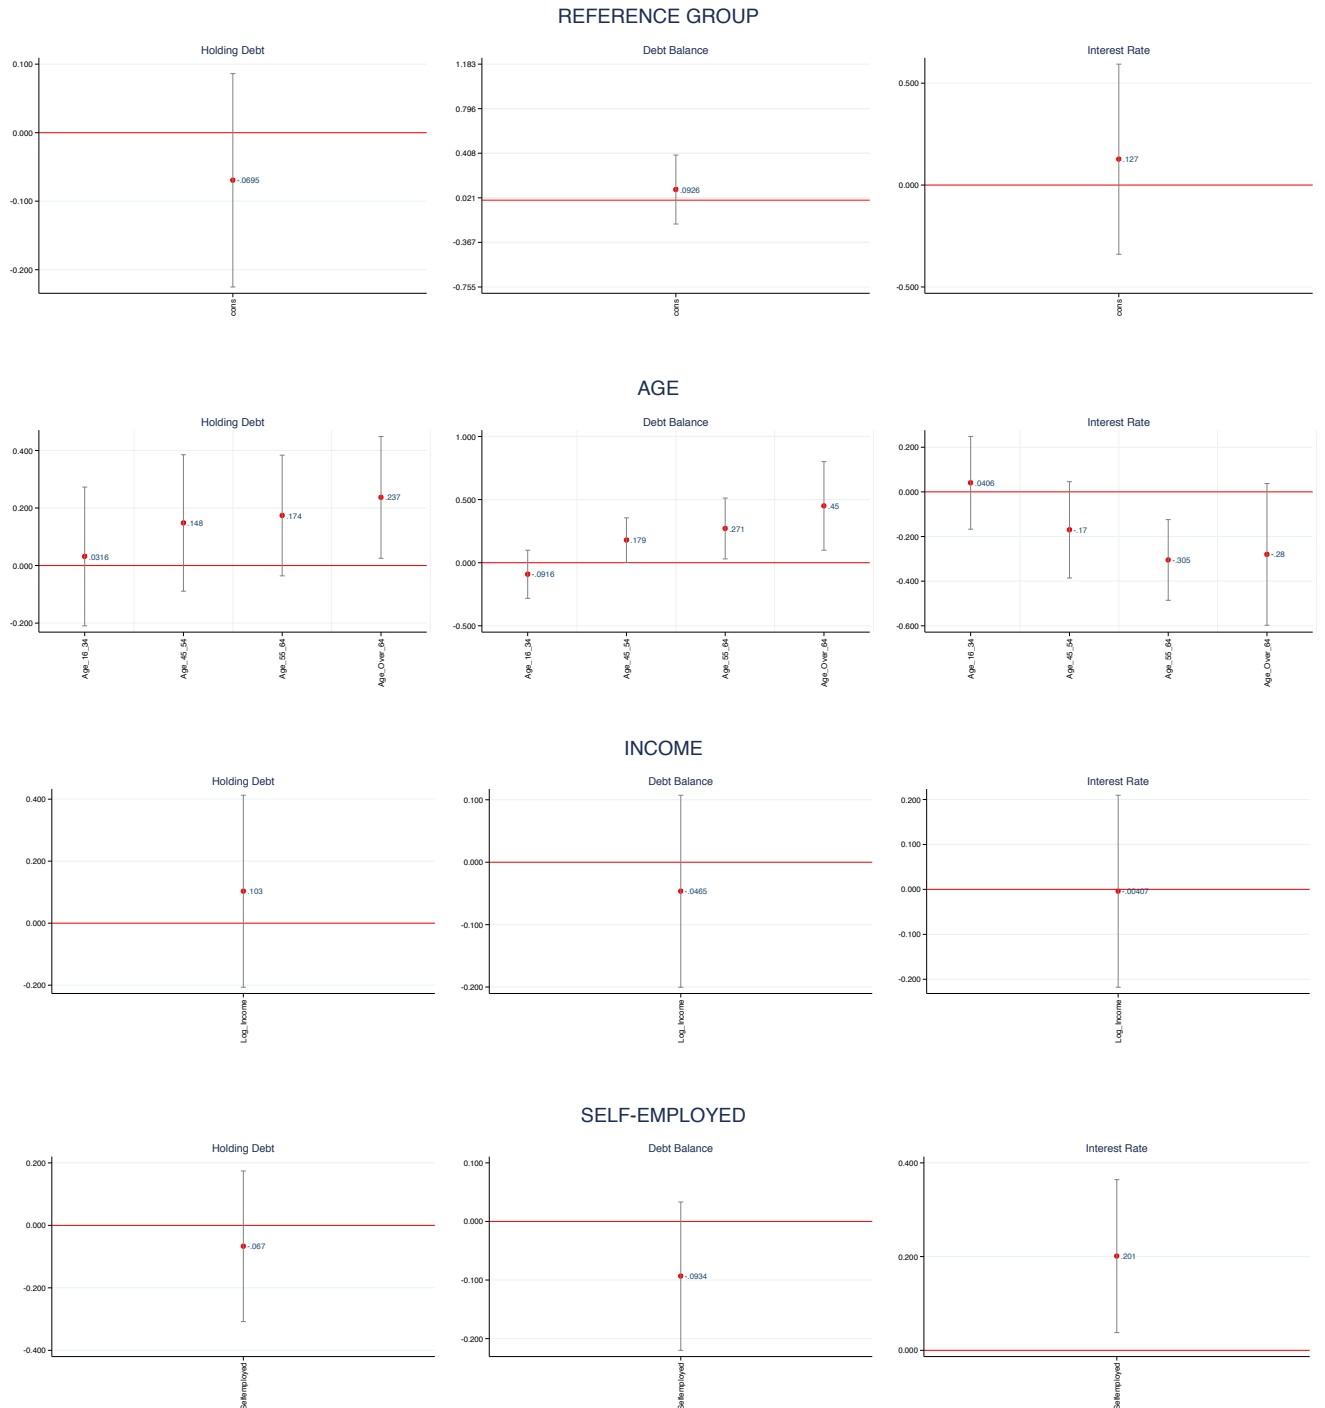 REFERENCE GROUP
Holding Debt
0.100
0.000
-0.100
-0.200
-.0695
cons
Debt Balance
1.183
0.796
0.408
0.021
-0.367
-0.755
.0926
cons
Interest Rate
0.500
0.000
-0.500
.127
cons
AGE
Holding Debt
0.400
0.200
0.000
-0.200
.0316
.148
.174
.237
Age_16_34
Age_45_54
Age_55_64
Age_Over_64
Debt Balance
1.000
0.500
0.000
-0.500
-.0916
.179
.271
.45
Age_16_34
Age_45_54
Age_55_64
Age_Over_64
Interest Rate
0.200
0.000
-0.200
-0.400
-0.600
.0406
-.17
-.305
-.28
Age_16_34
Age_45_54
Age_55_64
Age_Over_64
INCOME
Holding Debt
0.400
0.200
0.000
-0.200
.103
Log_Income
Debt Balance
0.100
0.000
-0.100
-0.200
-.0465
Log_Income
Interest Rate
0.200
0.100
0.000
-0.100
-0.200
-.00407
Log_Income
SELF-EMPLOYED
Holding Debt
0.200
0.000
-0.200
-0.400
-.067
Selfemployed
Debt Balance
0.100
0.000
-0.100
-0.200
-.0934
Selfemployed
Interest Rate
0.400
0.200
0.000
.201
Selfemployed